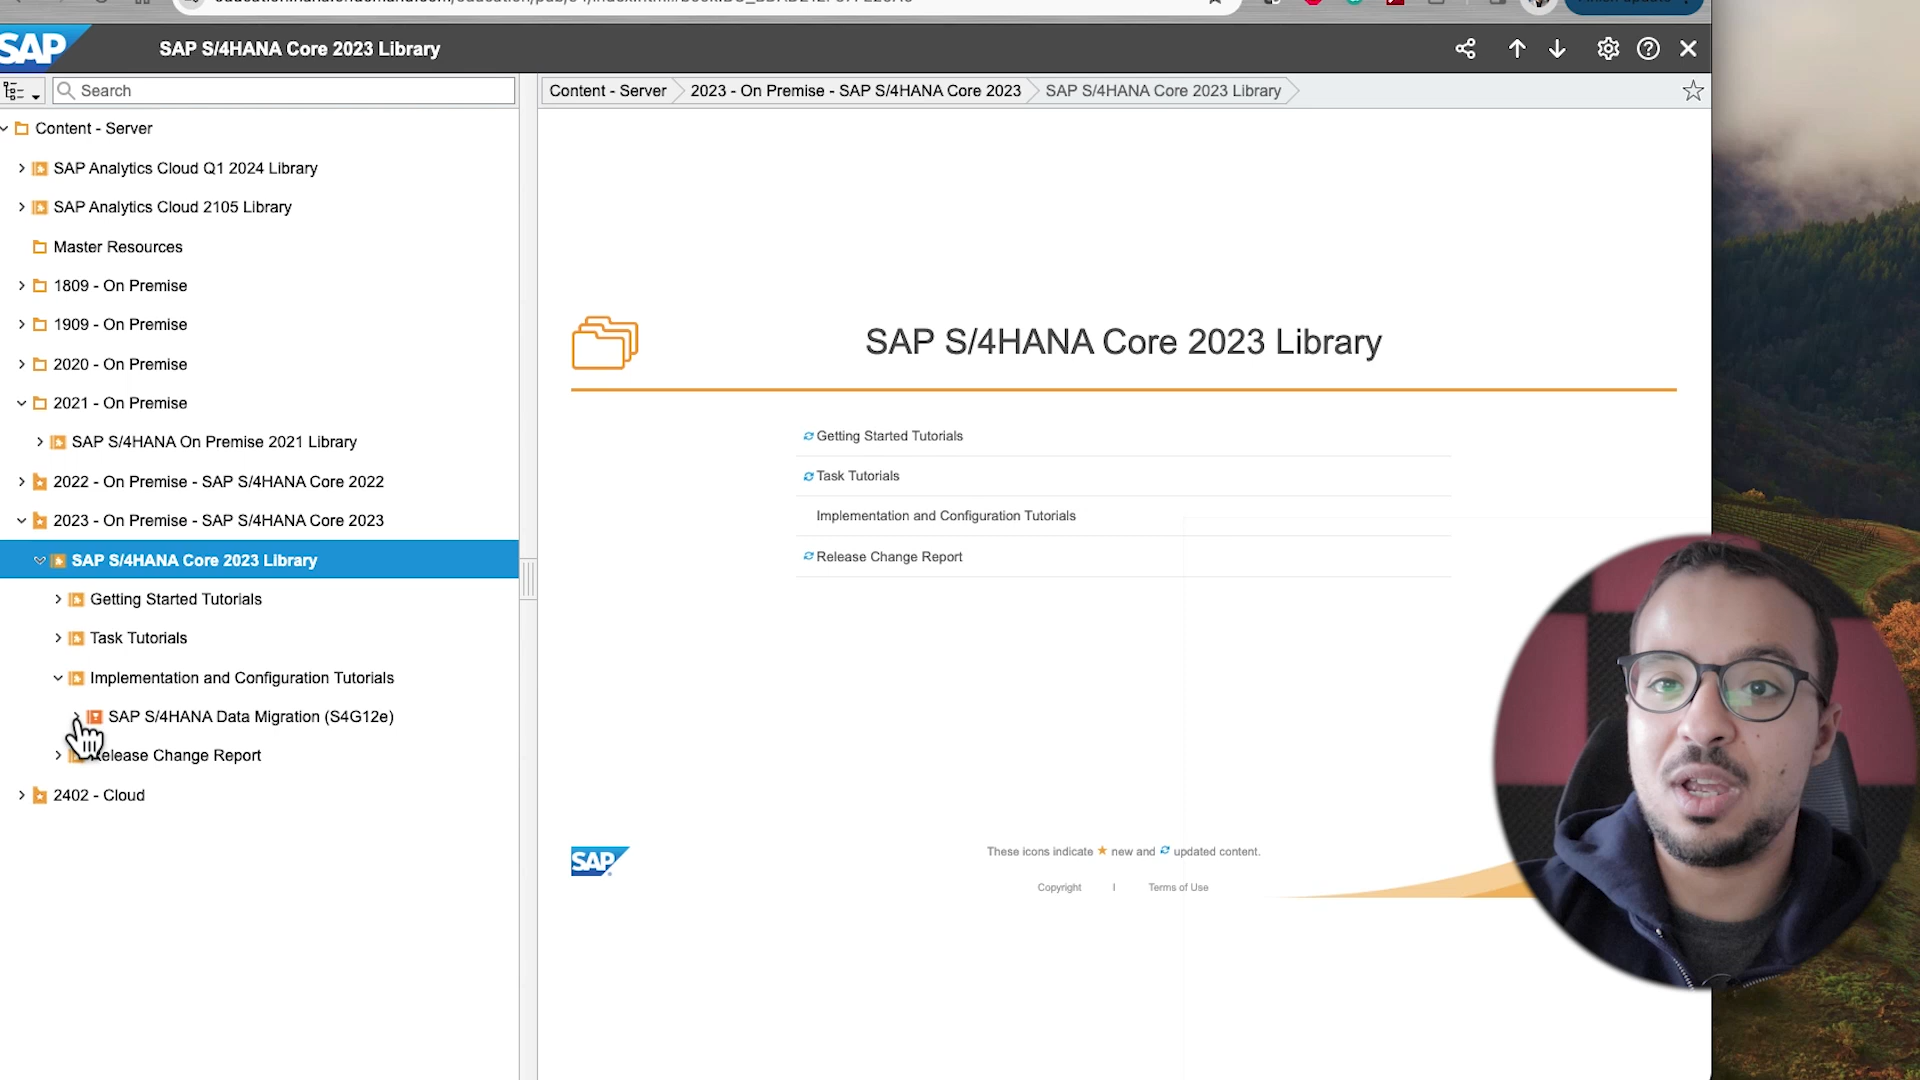 SAP
SAP S/4HANA Core 2023 Library
Search
Content - Server
2023 - On Premise - SAP S/4HANA Core 2023
SAP S/4HANA Core 2023 Library
Content - Server
SAP Analytics Cloud Q1 2024 Library
SAP Analytics Cloud 2105 Library
Master Resources
1809 - On Premise
1909 - On Premise
2020 - On Premise
2021 - On Premise
SAP S/4HANA On Premise 2021 Library
2022 - On Premise - SAP S/4HANA Core 2022
2023 - On Premise - SAP S/4HANA Core 2023
SAP S/4HANA Core 2023 Library
Getting Started Tutorials
Task Tutorials
Implementation and Configuration Tutorials
SAP S/4HANA Data Migration (S4G12e)
Release Change Report
2402 - Cloud
SAP S/4HANA Core 2023 Library
Getting Started Tutorials
Task Tutorials
Implementation and Configuration Tutorials
Release Change Report
SAP
These icons indicate new and updated content.
Copyright | Terms of Use